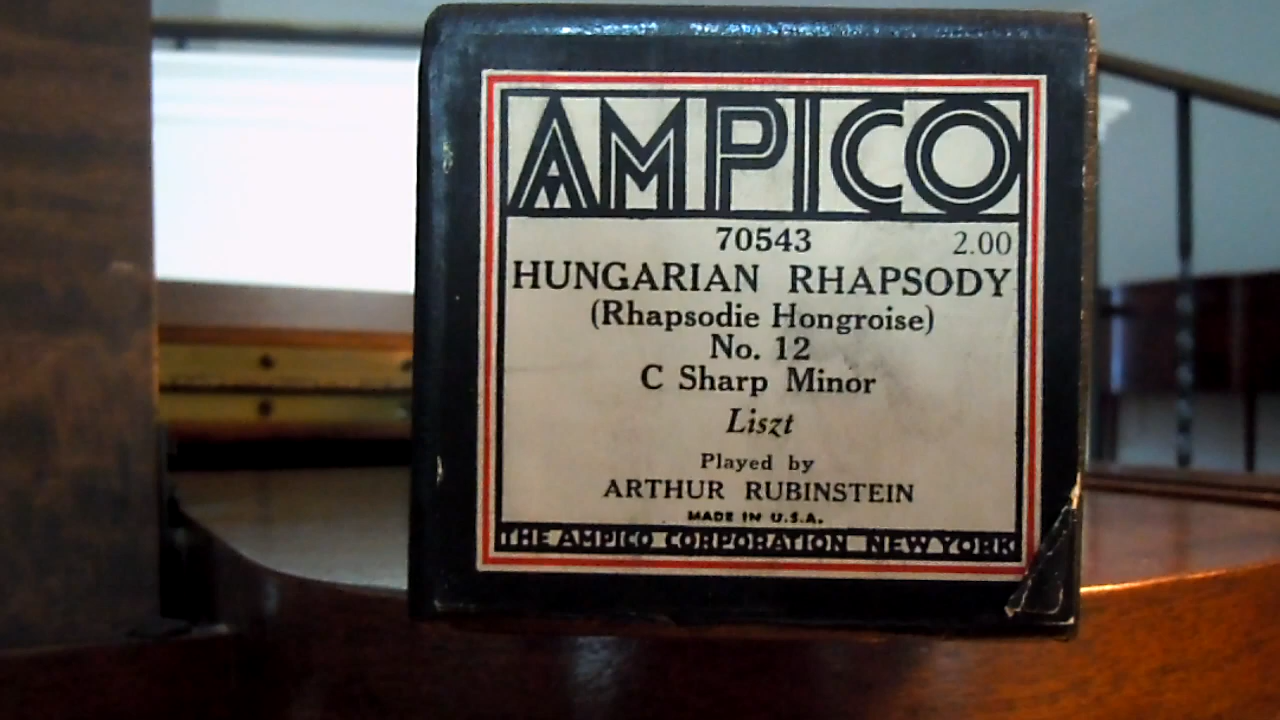 AMPICO
70543 2.00
HUNGARIAN RHAPSODY
(Rhapsodie Hongroise)
No. 12
C Sharp Minor
Liszt
Played by
ARTHUR RUBINSTEIN
MADE IN U.S.A.
THE AMPICO CORPORATION NEW YORK